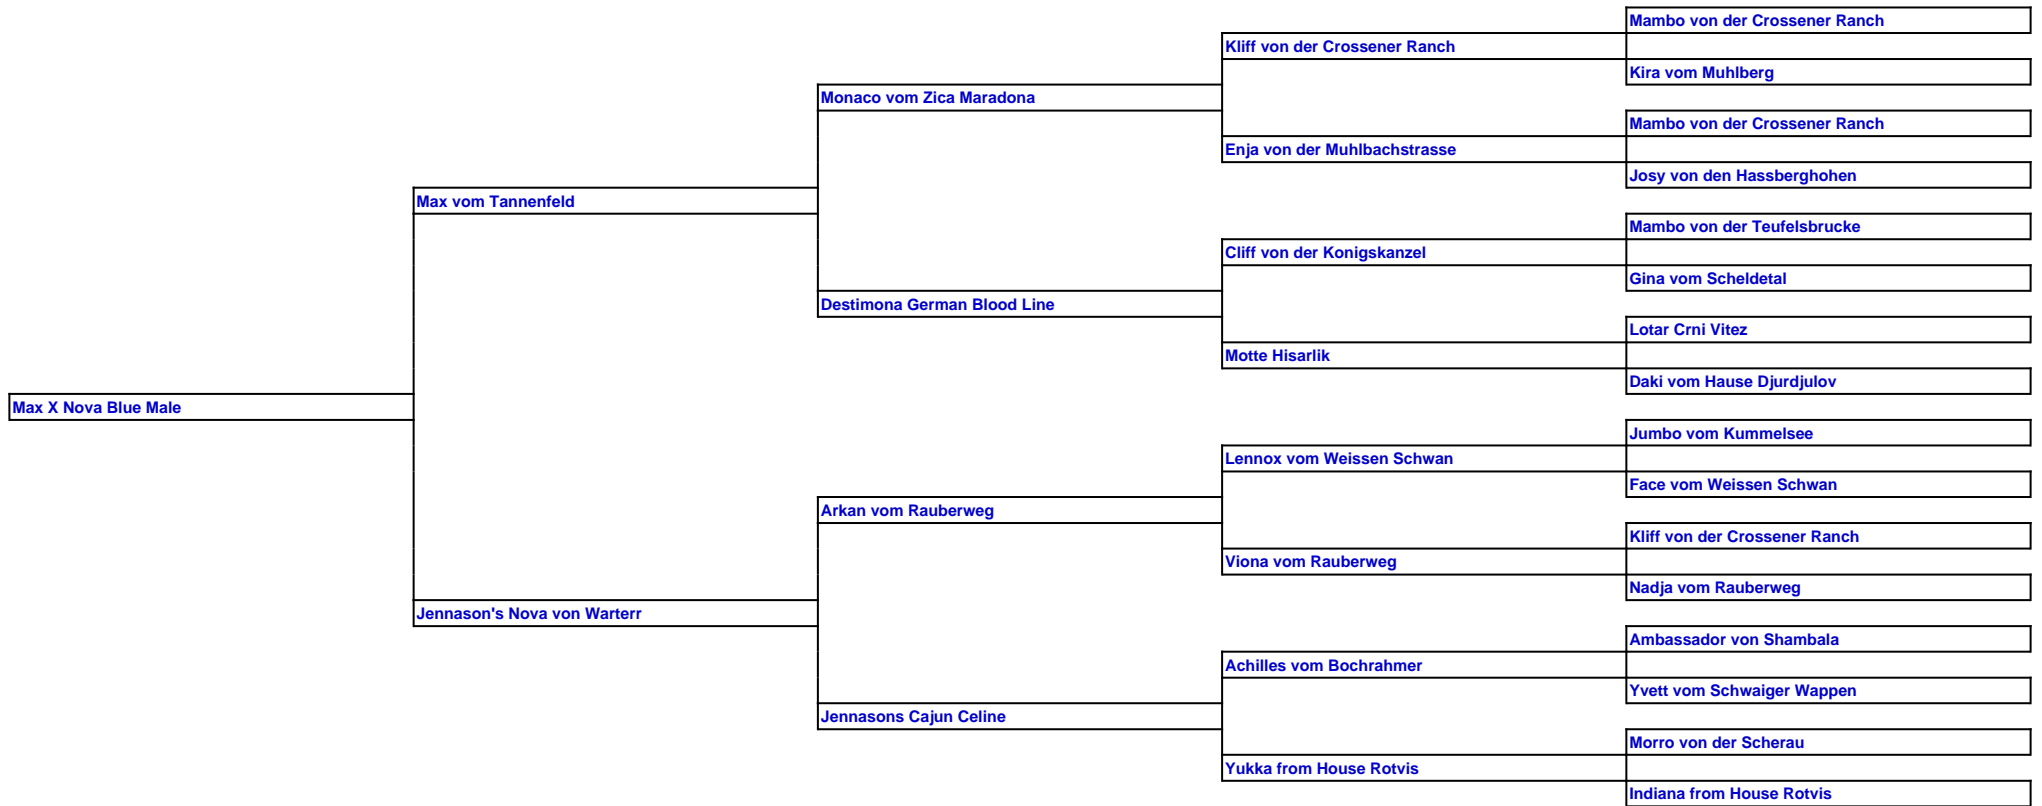 Mambo von der Crossener Ranch
Kliff von der Crossener Ranch
Kira vom Muhlberg
Monaco vom Zica Maradona
Mambo von der Crossener Ranch
Enja von der Muhlbachstrasse
Josy von den Hassberghohen
Max vom Tannenfeld
Mambo von der Teufelsbrucke
Cliff von der Konigskanzel
Gina vom Scheldetal
Destimona German Blood Line
Lotar Crni Vitez
Motte Hisarlik
Daki vom Hause Djurdjulov
Max X Nova Blue Male
Jumbo vom Kummelsee
Lennox vom Weissen Schwan
Face vom Weissen Schwan
Arkan vom Rauberweg
Kliff von der Crossener Ranch
Viona vom Rauberweg
Nadja vom Rauberweg
Jennason's Nova von Warterr
Ambassador von Shambala
Achilles vom Bochrahmer
Yvett vom Schwaiger Wappen
Jennasons Cajun Celine
Morro von der Scherau
Yukka from House Rotvis
Indiana from House Rotvis